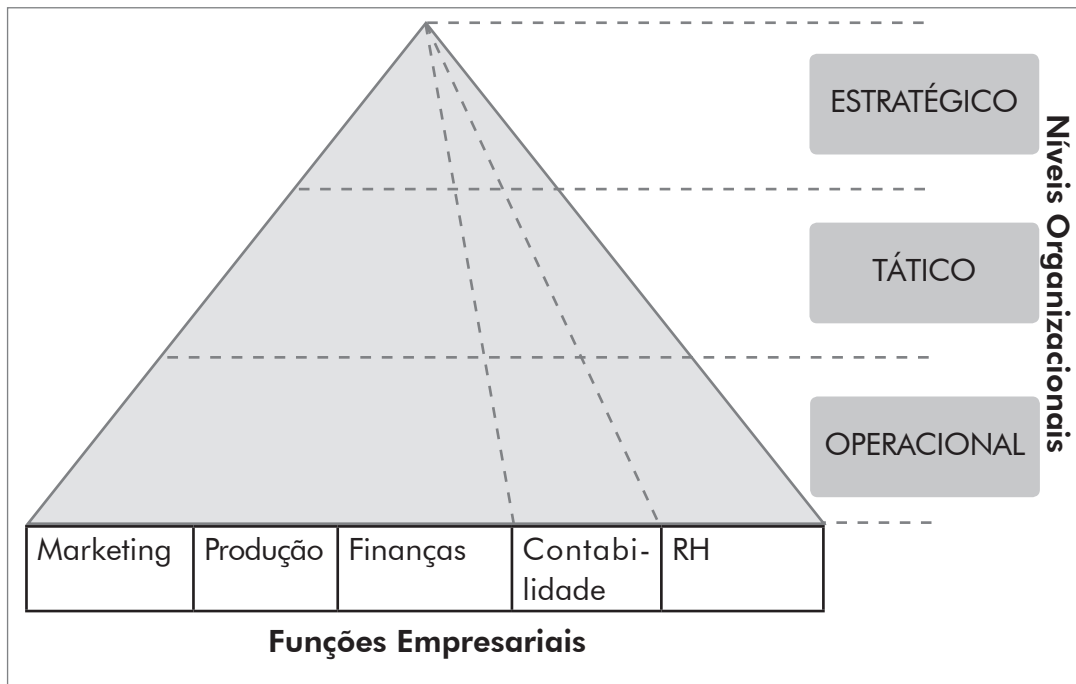 ESTRATÉGICO
TÁTICO
OPERACIONAL
Níveis Organizacionais
Marketing
Produção
Finanças
Contabi-
lidade
RH
Funções Empresariais